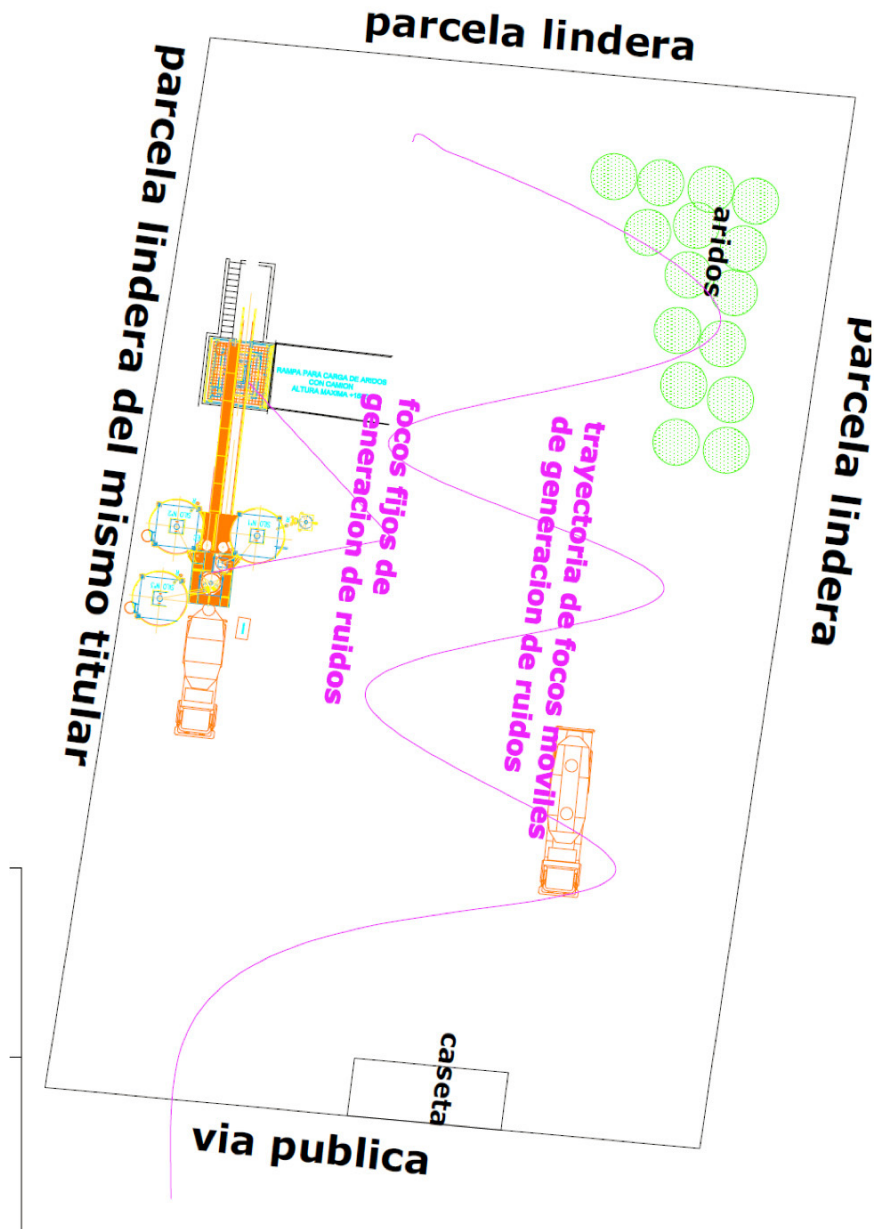 parcela lindera
parcela lindera del mismo titular
aridos
parcela lindera
RAMPA PARA CARGA DE ARIDOS
CON CAMION
focos fijos de
generacion de ruidos
trayectoria de focos moviles
de generacion de ruidos
caseta
via publica